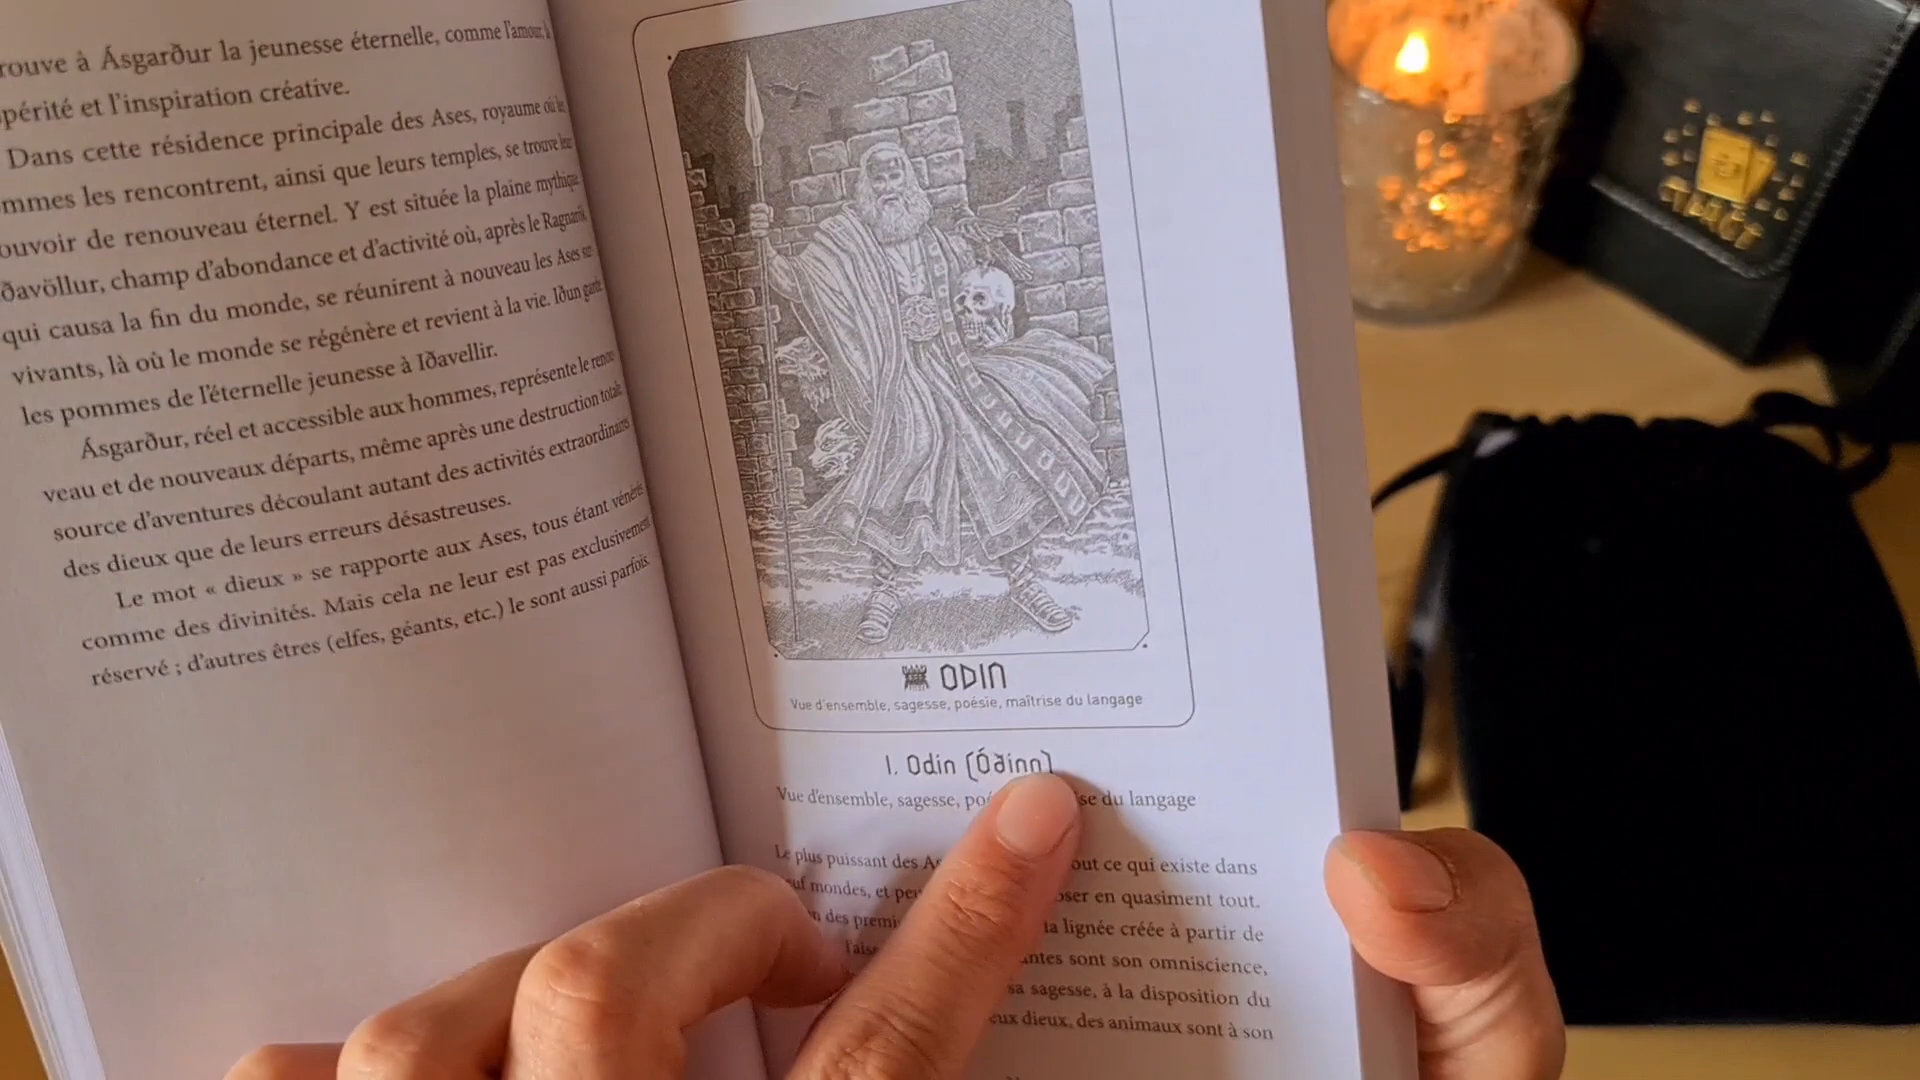 rouve à Ásgarður la jeunesse éternelle, comme l'amour, la
périté et l'inspiration créative.
Dans cette résidence principale des Ases, royaume où les
mmes les rencontrent, ainsi que leurs temples, se trouve leur
ouvoir de renouveau éternel. Y est située la plaine mythique
ðavöllur, champ d'abondance et d'activité où, après le Ragnarök
qui causa la fin du monde, se réunirent à nouveau les Ases
vivants, là où le monde se régénère et revient à la vie. Iðun garde
les pommes de l'éternelle jeunesse à Iðavellir.
Ásgarður, réel et accessible aux hommes, représente le renou
veau et de nouveaux départs, même après une destruction totale,
source d'aventures découlant autant des activités extraordinaires
des dieux que de leurs erreurs désastreuses.
Le mot « dieux » se rapporte aux Ases, tous étant vénérés
comme des divinités. Mais cela ne leur est pas exclusivement
réservé ; d'autres êtres (elfes, géants, etc.) le sont aussi parfois.
ODIN
Vue d'ensemble, sagesse, poésie, maîtrise du langage
1. Odin (Óðinn)
Vue d'ensemble, sagesse, du langage
Le plus puissant des ce qui existe dans
mondes, et en quasiment tout.
des lignée créée à partir de
sont son omniscience,
sa sagesse, à la disposition du
dieux, des animaux sont à son